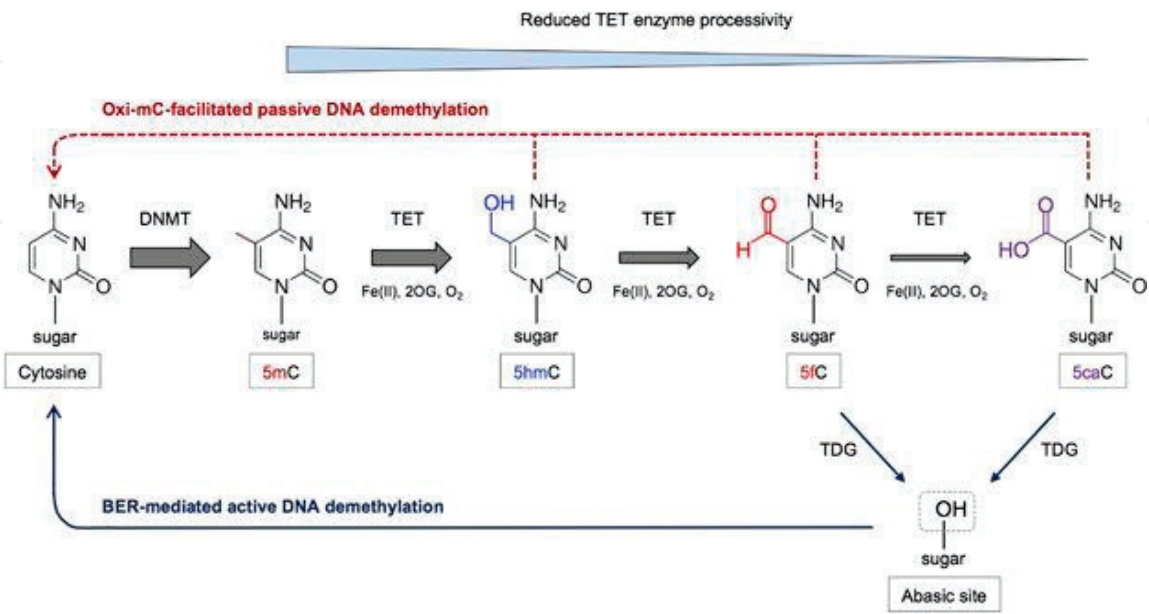 Reduced TET enzyme processivity
Oxi-mC-facilitated passive DNA demethylation
NH₂
N
N
O
sugar
Cytosine
DNMT
NH₂
N
N
O
sugar
5mC
TET
Fe(II), 2OG, O₂
OH
NH₂
N
N
O
sugar
5hmC
TET
Fe(II), 2OG, O₂
O
H
NH₂
N
N
O
sugar
5fC
TET
Fe(II), 2OG, O₂
O
HO
NH₂
N
N
O
sugar
5caC
TDG
TDG
BER-mediated active DNA demethylation
OH
sugar
Abasic site